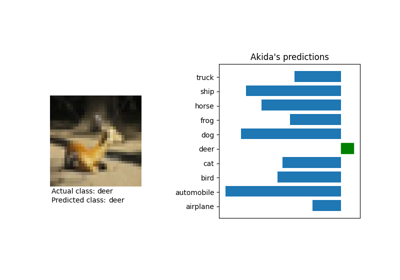 Akida's predictions
truck
ship
horse
frog
dog
deer
cat
bird
automobile
airplane
Actual class: deer
Predicted class: deer